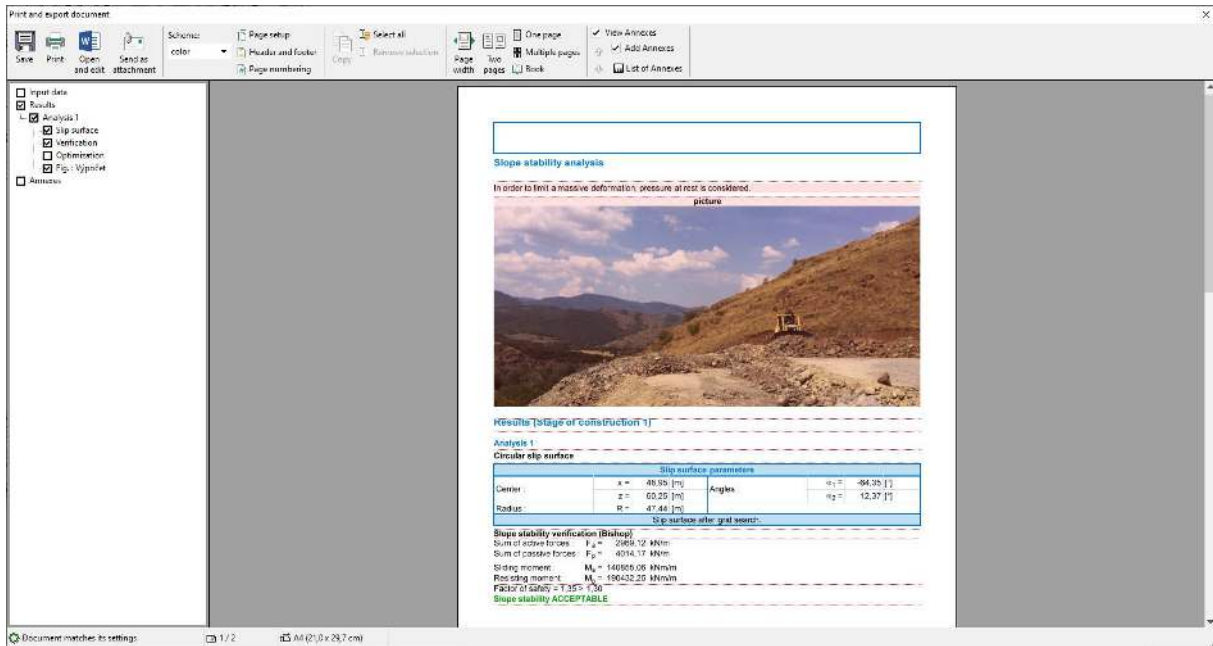 Print and export document
Save
Print
Open and edit
Send as attachment
Scheme:
color
Page setup
Header and footer
Page numbering
Copy
Select all
Remove selection
Page width
Two pages
One page
Multiple pages
Book
View Annexes
Add Annexes
List of Annexes
Input data
Results
Analysis 1
Slip surface
Verification
Optimization
Fig.: Výpočet
Annexes
Slope stability analysis
In order to limit a massive deformation, pressure at rest is considered.
picture
Results (Stage of construction 1)
Analysis 1
Circular slip surface
Slip surface parameters
Center : x = 48,95 [m] Angles : α1 = -64,35 [°]
z = 60,25 [m] α2 = 12,37 [°]
Radius : R = 47,44 [m]
Slip surface after grid search.
Slope stability verification (Bishop)
Sum of active forces : Fa = 2969,12 kN/m
Sum of passive forces : Fp = 4014,17 kN/m
Sliding moment : Ma = 140855,06 kNm/m
Resisting moment : Mp = 190432,25 kNm/m
Factor of safety = 1,35 > 1,30
Slope stability ACCEPTABLE
Document matches its settings
1 / 2
A4 (21,0 x 29,7 cm)